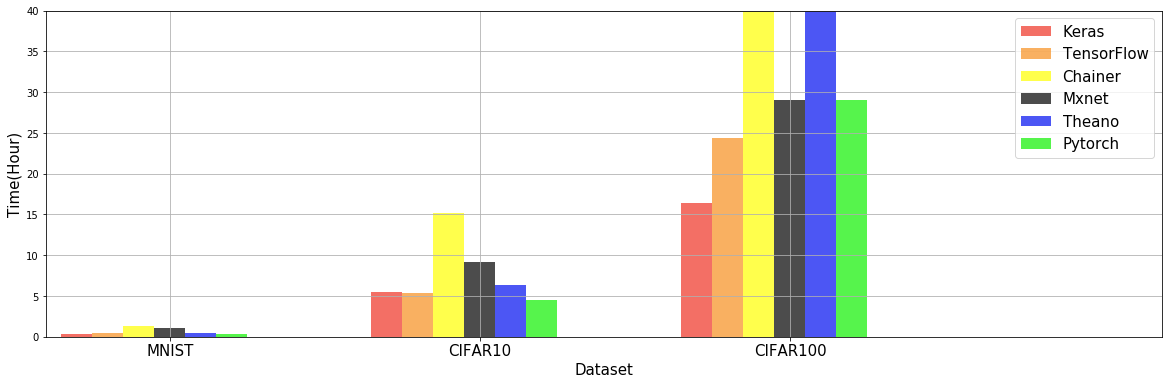 40
35
30
25
20
15
10
5
0
Time(Hour)
MNIST
CIFAR10
CIFAR100
Dataset
Keras
TensorFlow
Chainer
Mxnet
Theano
Pytorch